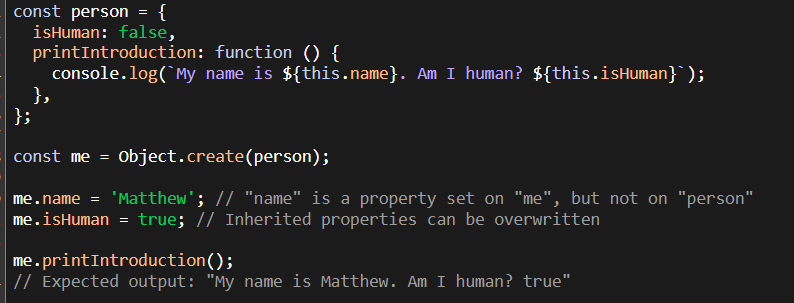 const person = {
  isHuman: false,
  printIntroduction: function () {
    console.log(`My name is ${this.name}. Am I human? ${this.isHuman}`);
  },
};

const me = Object.create(person);

me.name = 'Matthew'; // "name" is a property set on "me", but not on "person"
me.isHuman = true; // Inherited properties can be overwritten

me.printIntroduction();
// Expected output: "My name is Matthew. Am I human? true"